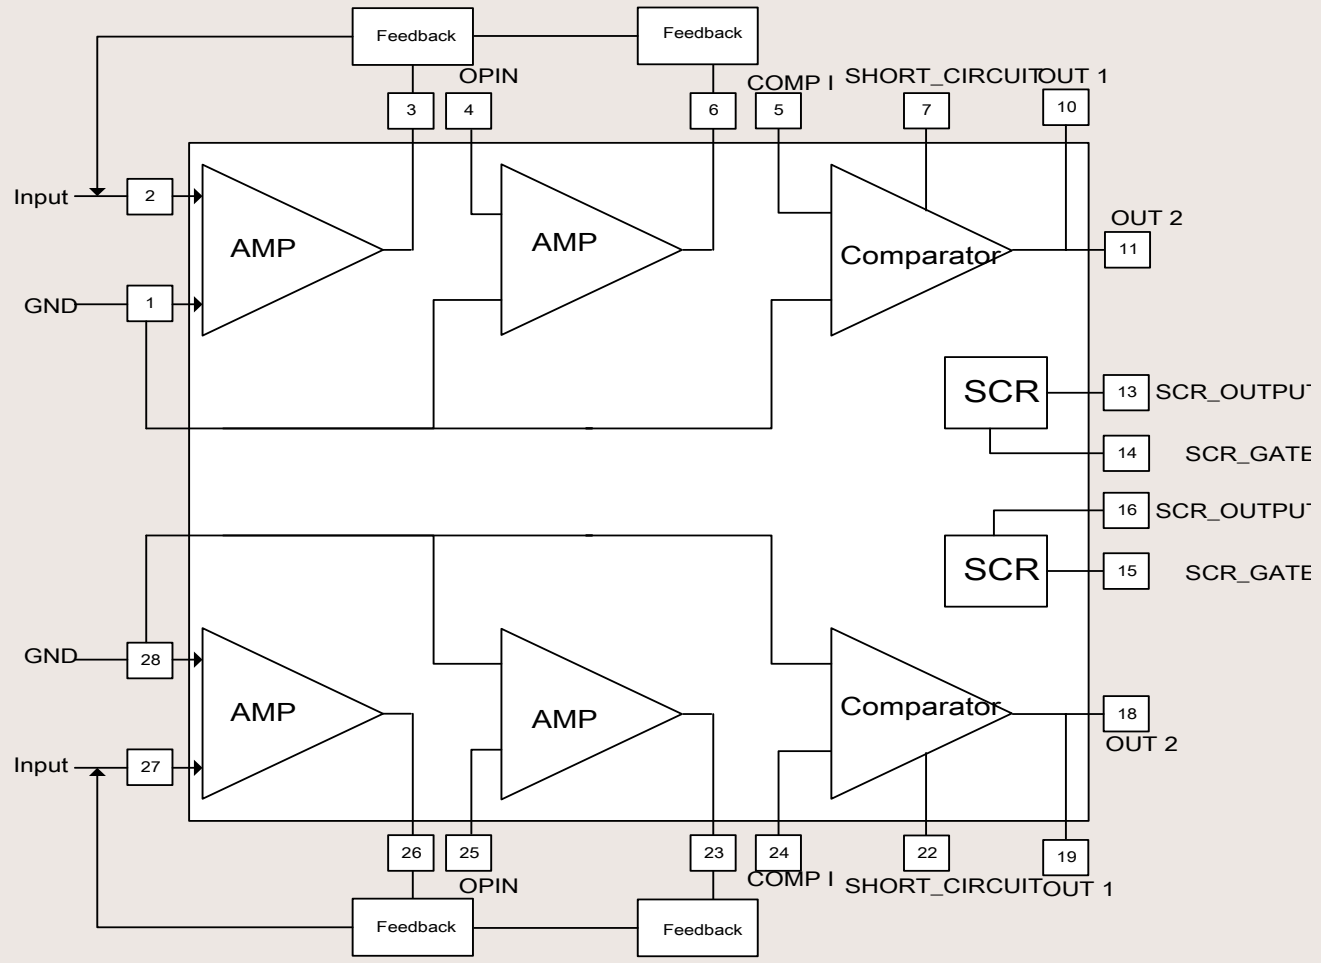 Feedback
Feedback
OPIN
COMP I
SHORT_CIRCUIT
OUT 1
3
4
6
5
7
10
Input
2
AMP
AMP
Comparator
OUT 2
11
GND
1
SCR
13
SCR_OUTPUT
14
SCR_GATE
16
SCR_OUTPUT
SCR
15
SCR_GATE
GND
28
AMP
AMP
Comparator
18
OUT 2
Input
27
26
25
23
24
22
19
OPIN
COMP I
SHORT_CIRCUIT
OUT 1
Feedback
Feedback